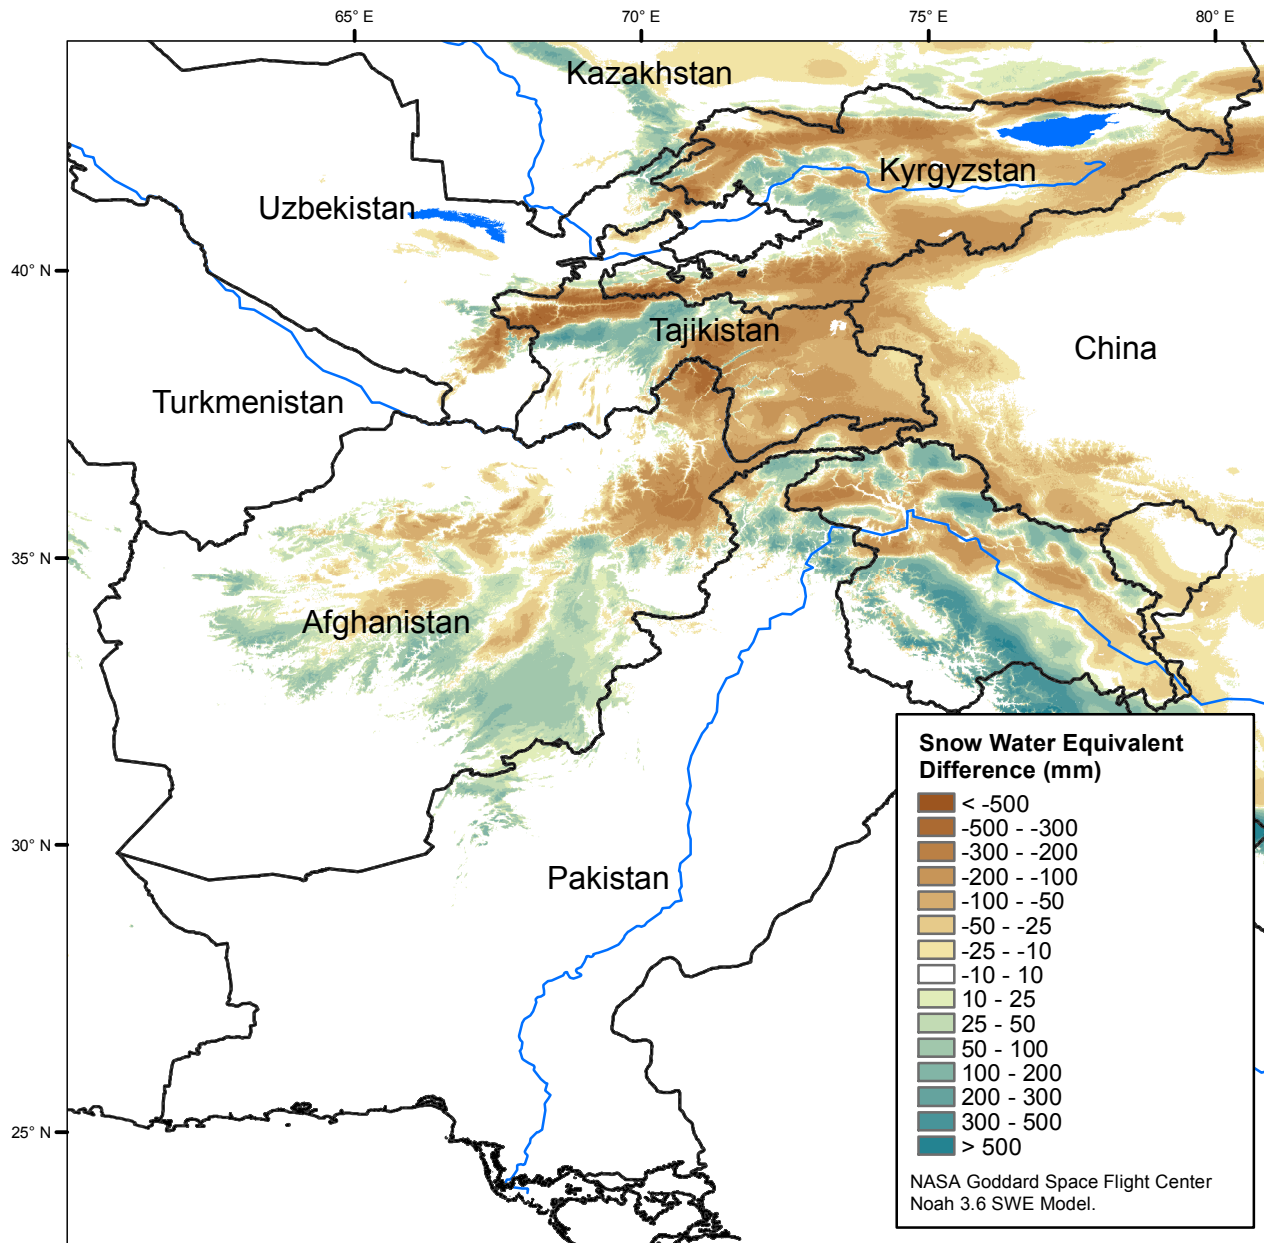 65° E
70° E
75° E
80° E
Kazakhstan
Kyrgyzstan
Uzbekistan
40° N
Tajikistan
China
Turkmenistan
35° N
Afghanistan
30° N
Pakistan
25° N
Snow Water Equivalent
Difference (mm)
< -500
-500 - -300
-300 - -200
-200 - -100
-100 - -50
-50 - -25
-25 - -10
-10 - 10
10 - 25
25 - 50
50 - 100
100 - 200
200 - 300
300 - 500
> 500
NASA Goddard Space Flight Center
Noah 3.6 SWE Model.